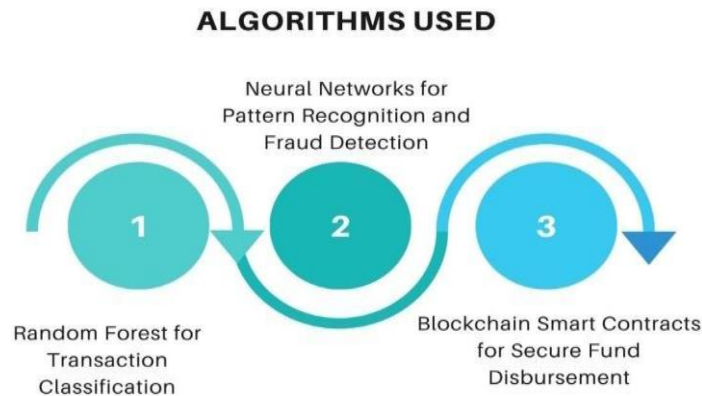 ALGORITHMS USED
1
Random Forest for
Transaction
Classification
Neural Networks for
Pattern Recognition and
Fraud Detection
2
3
Blockchain Smart Contracts
for Secure Fund
Disbursement